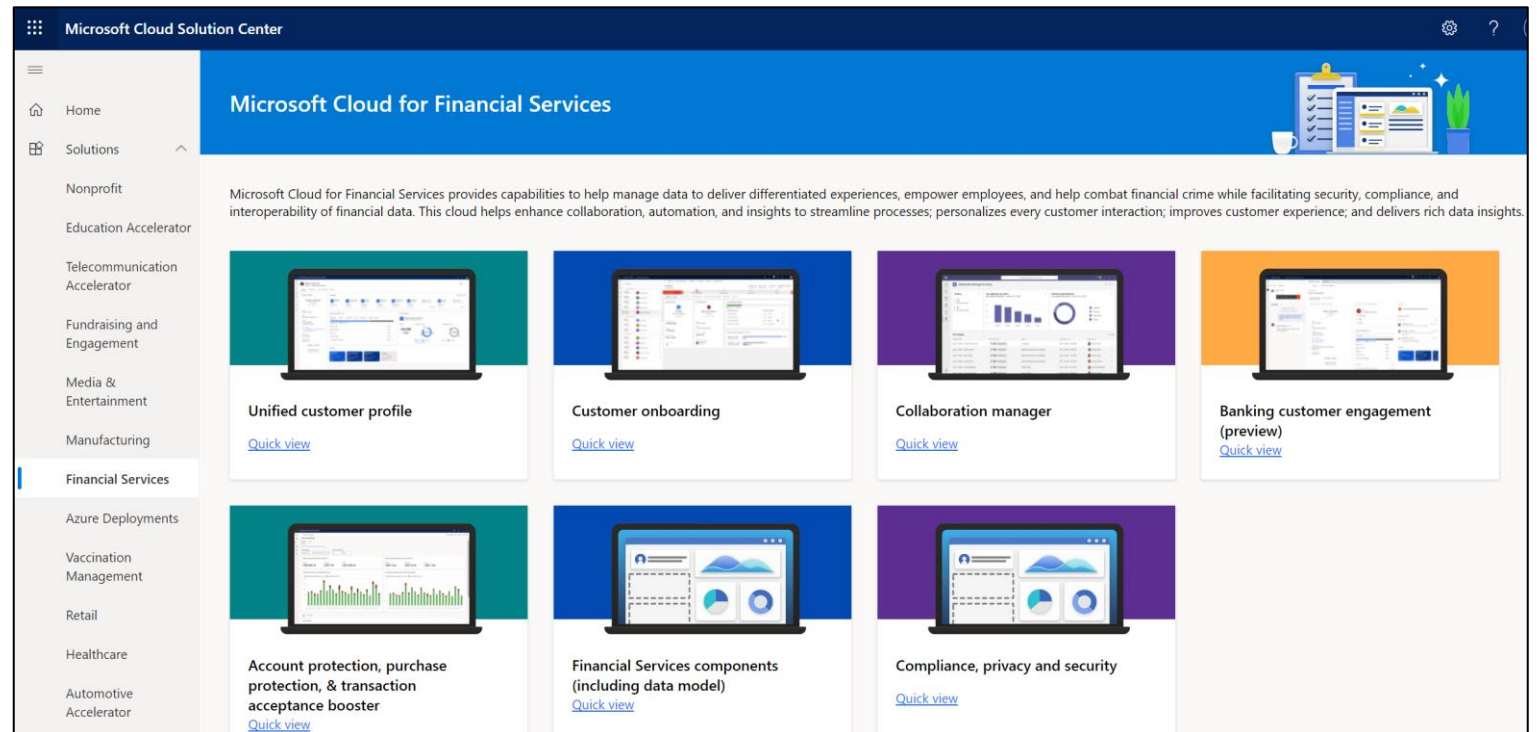 Microsoft Cloud Solution Center
?
Home
Solutions
Nonprofit
Education Accelerator
Telecommunication
Accelerator
Fundraising and
Engagement
Media &
Entertainment
Manufacturing
Financial Services
Azure Deployments
Vaccination
Management
Retail
Healthcare
Automotive
Accelerator
Microsoft Cloud for Financial Services
Microsoft Cloud for Financial Services provides capabilities to help manage data to deliver differentiated experiences, empower employees, and help combat financial crime while facilitating security, compliance, and
interoperability of financial data. This cloud helps enhance collaboration, automation, and insights to streamline processes; personalizes every customer interaction; improves customer experience; and delivers rich data insights.
Unified customer profile
Quick view
Customer onboarding
Quick view
Collaboration manager
Quick view
Banking customer engagement
(preview)
Quick view
Account protection, purchase
protection, & transaction
acceptance booster
Quick view
Financial Services components
(including data model)
Quick view
Compliance, privacy and security
Quick view